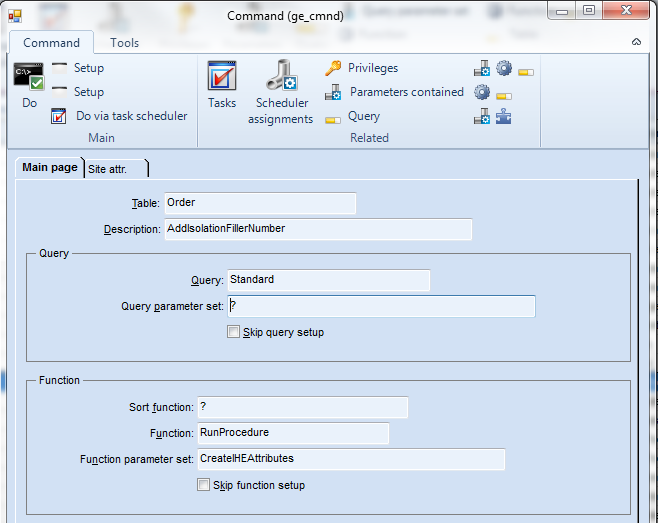 Command (ge_cmnd)
Command Tools
Setup
Setup
Do Do via task scheduler
Main
Tasks Scheduler assignments
Privileges
Parameters contained
Query
Related
Main page Site attr.
Table: Order
Description: AddIsolationFillerNumber
Query
Query: Standard
Query parameter set: ?
Skip query setup
Function
Sort function: ?
Function: RunProcedure
Function parameter set: CreateIHEAttributes
Skip function setup